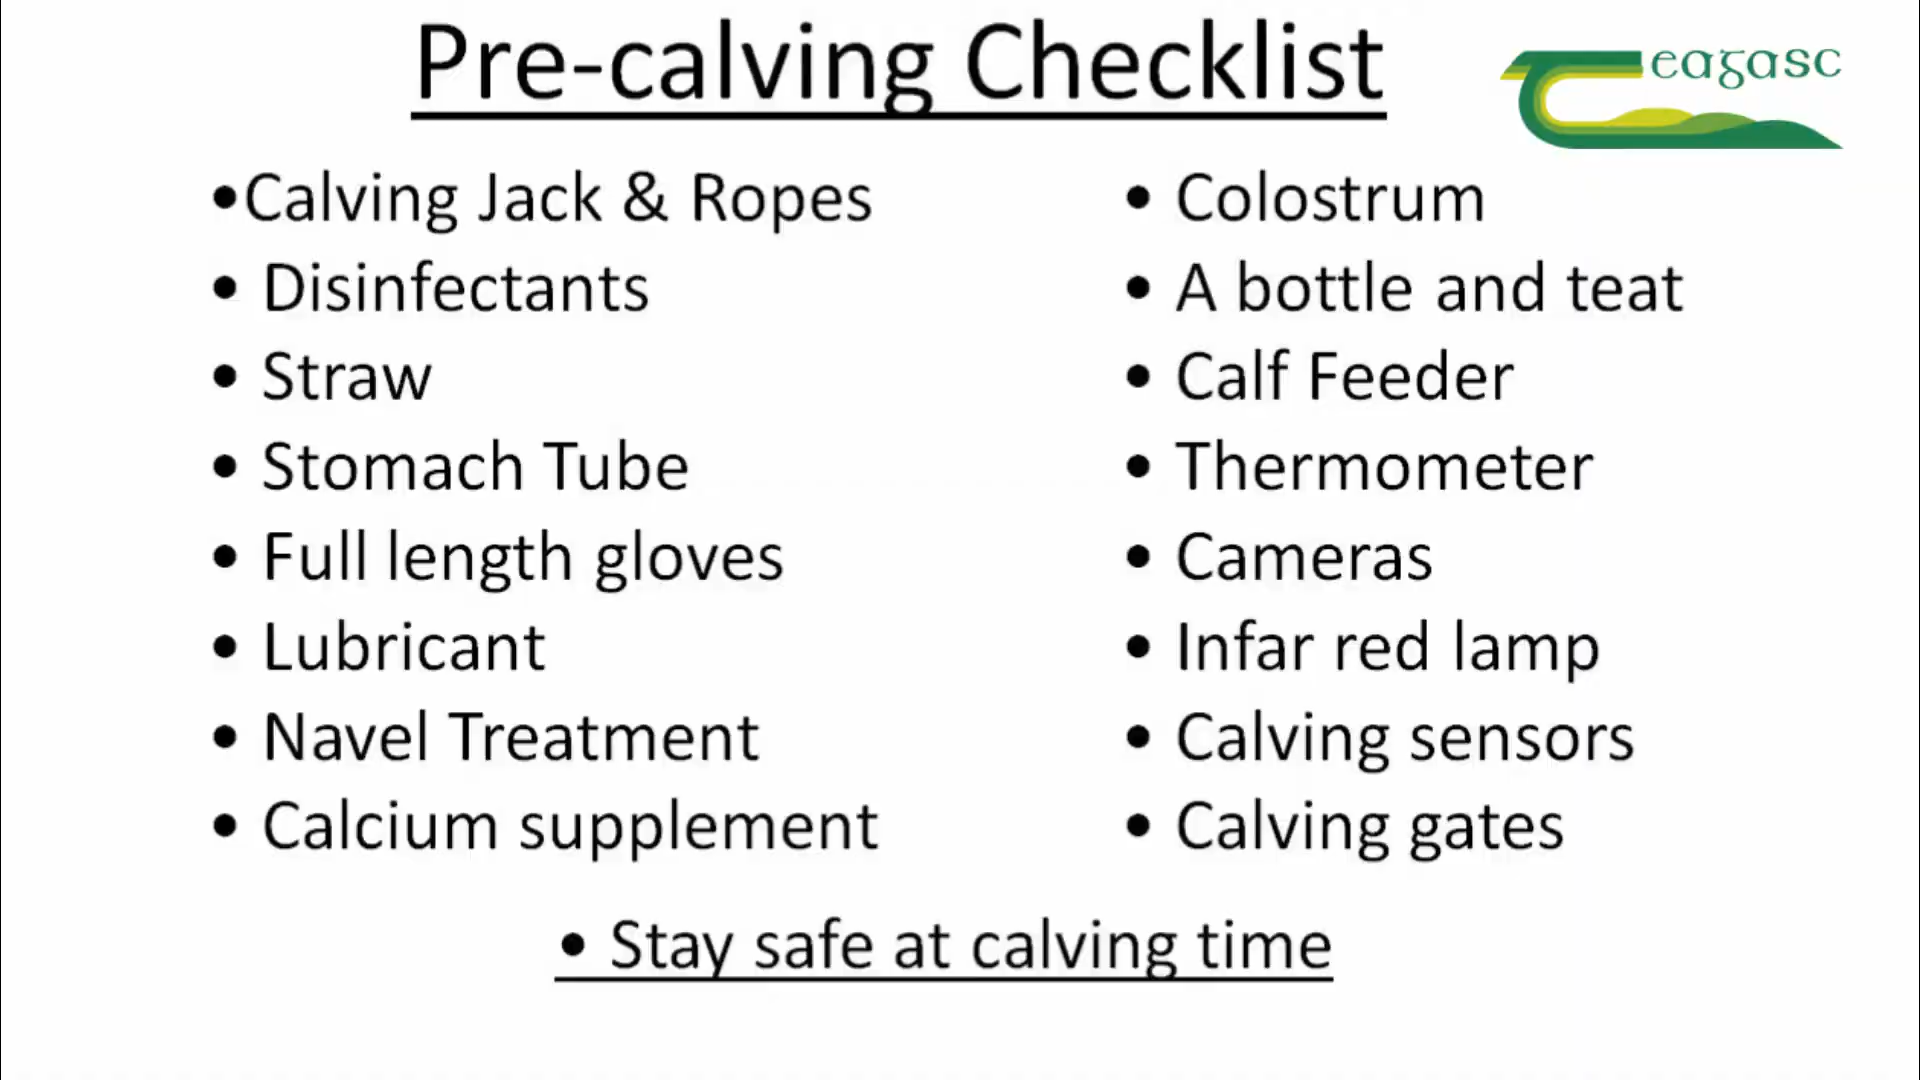 Pre-calving Checklist
Teagasc
•Calving Jack & Ropes
• Disinfectants
• Straw
• Stomach Tube
• Full length gloves
• Lubricant
• Navel Treatment
• Calcium supplement
• Colostrum
• A bottle and teat
• Calf Feeder
• Thermometer
• Cameras
• Infar red lamp
• Calving sensors
• Calving gates
• Stay safe at calving time